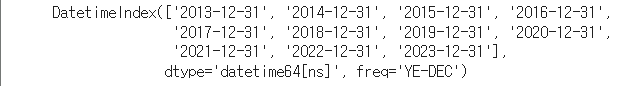 DatetimeIndex(['2013-12-31', '2014-12-31', '2015-12-31', '2016-12-31',
'2017-12-31', '2018-12-31', '2019-12-31', '2020-12-31',
'2021-12-31', '2022-12-31', '2023-12-31'],
dtype='datetime64[ns]', freq='YE-DEC')